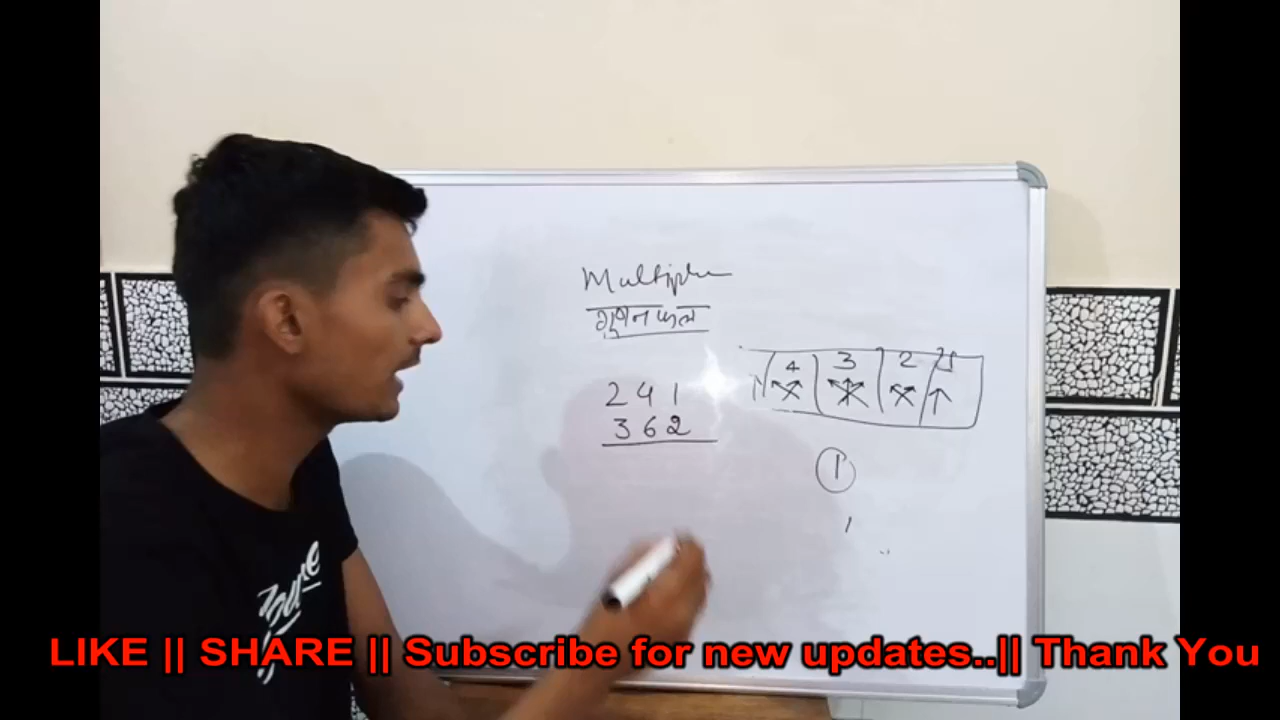 गुणनफल
241
362
4 3 2 1
1
LIKE || SHARE || Subscribe for new updates..|| Thank You